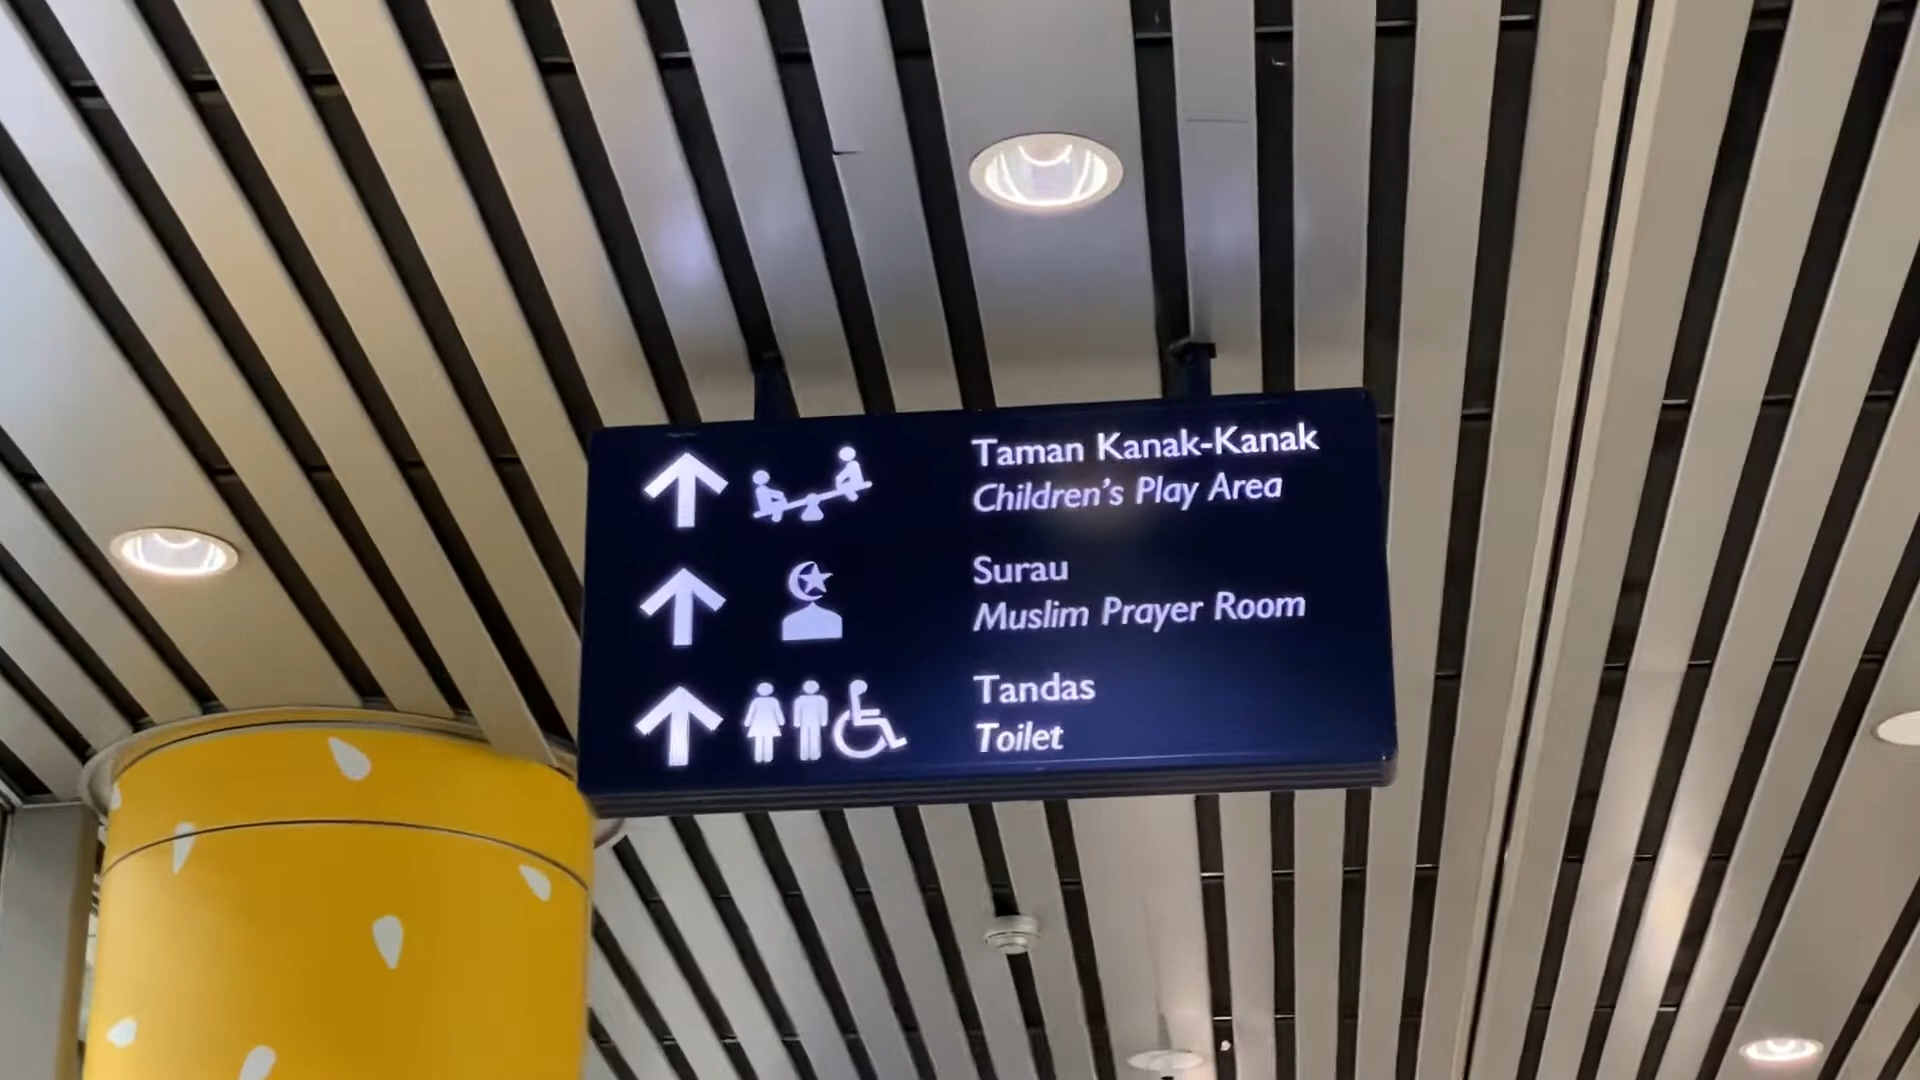 Taman Kanak-Kanak
Children's Play Area
Surau
Muslim Prayer Room
Tandas
Toilet